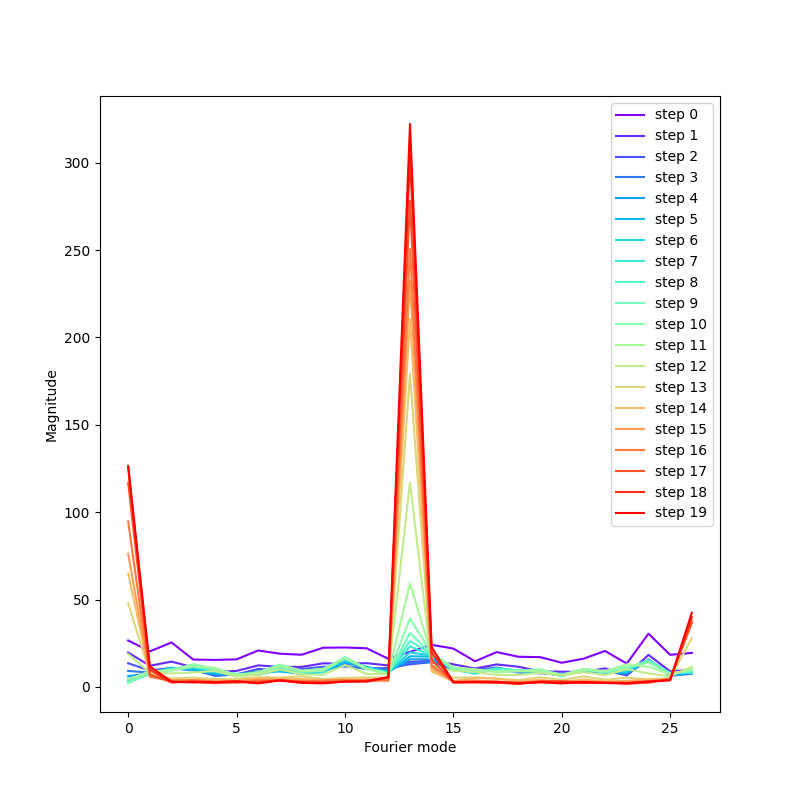 300
250
200
150
100
50
0
Magnitude
0 5 10 15 20 25
Fourier mode
step 0
step 1
step 2
step 3
step 4
step 5
step 6
step 7
step 8
step 9
step 10
step 11
step 12
step 13
step 14
step 15
step 16
step 17
step 18
step 19